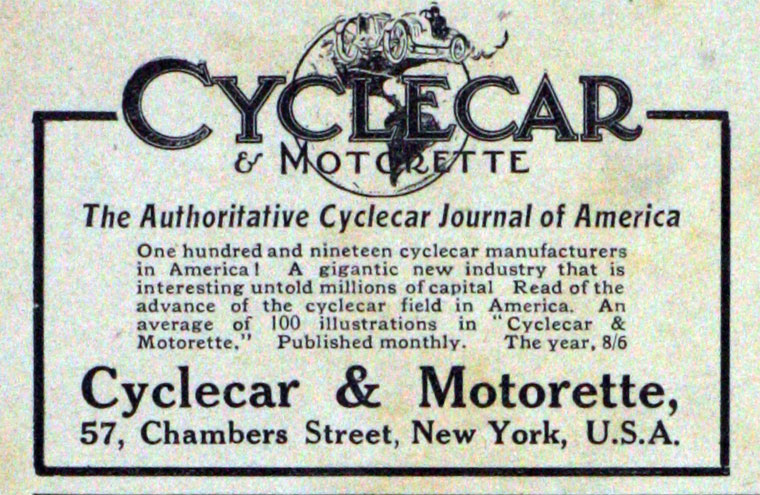 CYCLECAR
& MOTORETTE
The Authoritative Cyclecar Journal of America
One hundred and nineteen cyclecar manufacturers
in America! A gigantic new industry that is
interesting untold millions of capital Read of the
advance of the cyclecar field in America. An
average of 100 illustrations in "Cyclecar &
Motorette." Published monthly. The year, 8/6
Cyclecar & Motorette,
57, Chambers Street, New York, U.S.A.